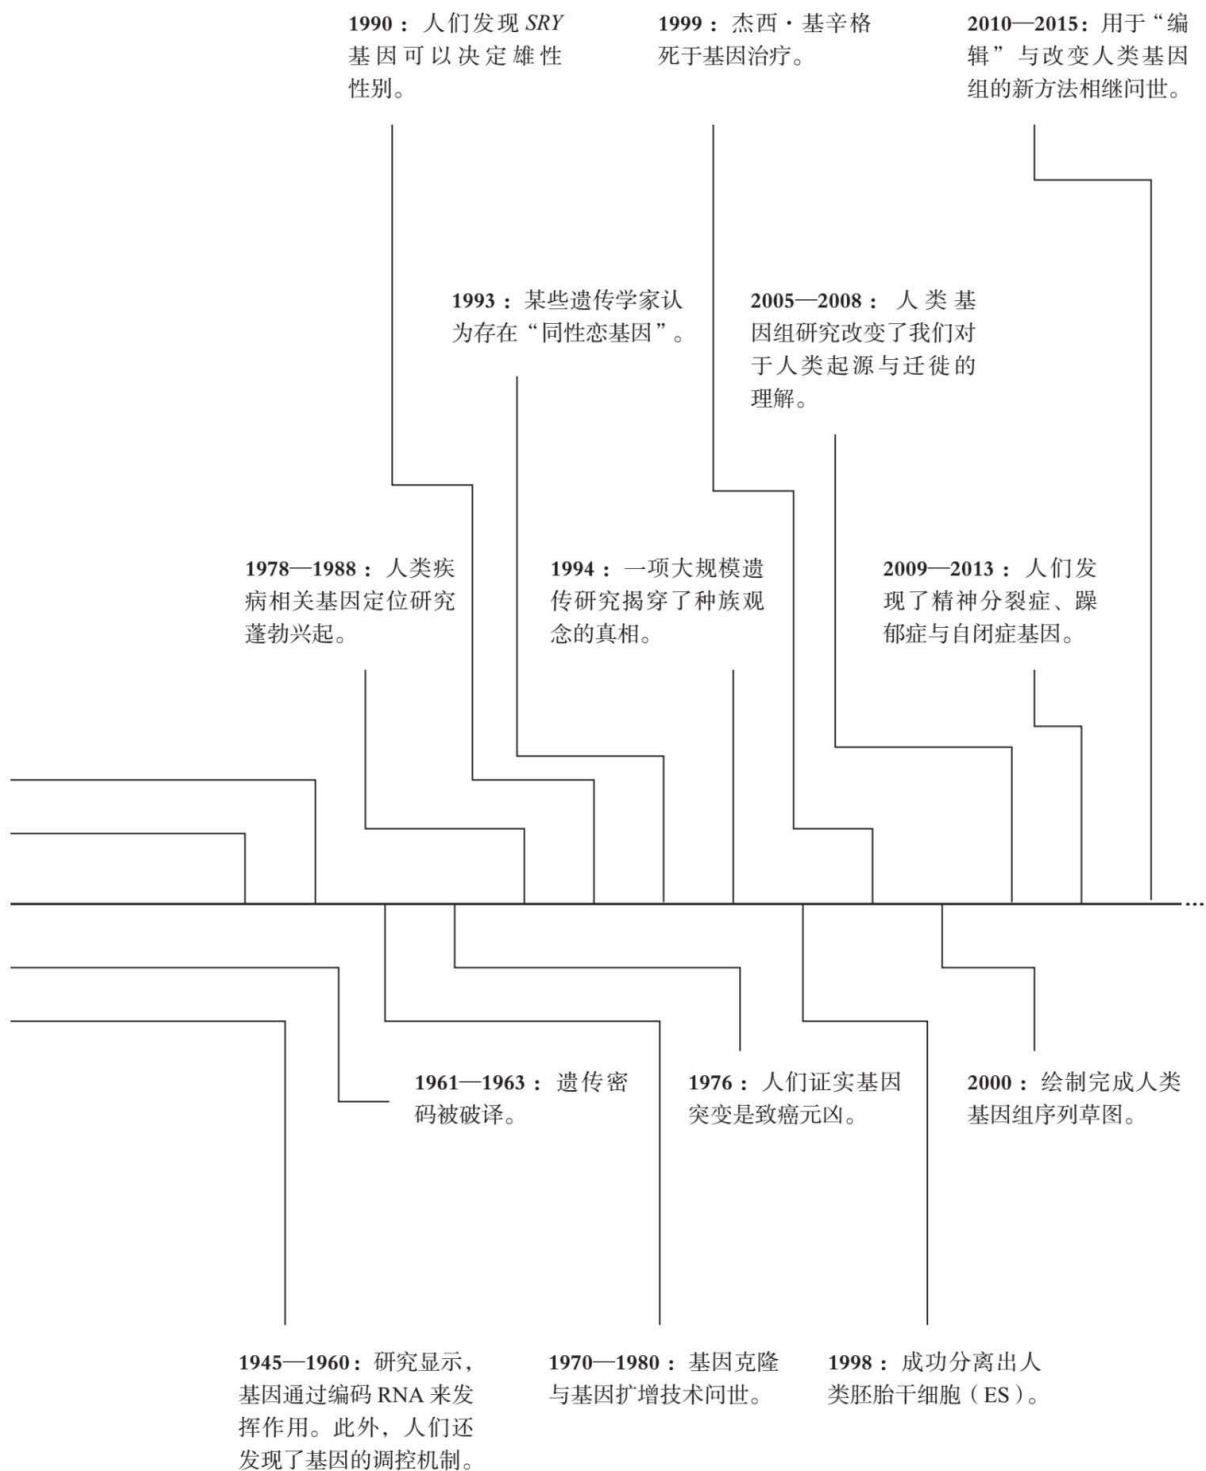 1990：人们发现 SRY
基因可以决定雄性
性别。
1999：杰西·基辛格
死于基因治疗。
2010—2015：用于“编
辑”与改变人类基因
组的新方法相继问世。
1993：某些遗传学家认
为存在“同性恋基因”。
2005—2008：人类基
因组研究改变了我们对
于人类起源与迁徙的
理解。
1978—1988：人类疾
病相关基因定位研究
蓬勃兴起。
1994：一项大规模遗
传研究揭穿了种族观
念的真相。
2009—2013：人们发
现了精神分裂症、躁
郁症与自闭症基因。
1961—1963：遗传密
码被破译。
1976：人们证实基因
突变是致癌元凶。
2000：绘制完成人类
基因组序列草图。
1945—1960：研究显示，
基因通过编码 RNA 来发
挥作用。此外，人们还
发现了基因的调控机制。
1970—1980：基因克隆
与基因扩增技术问世。
1998：成功分离出人
类胚胎干细胞（ES）。